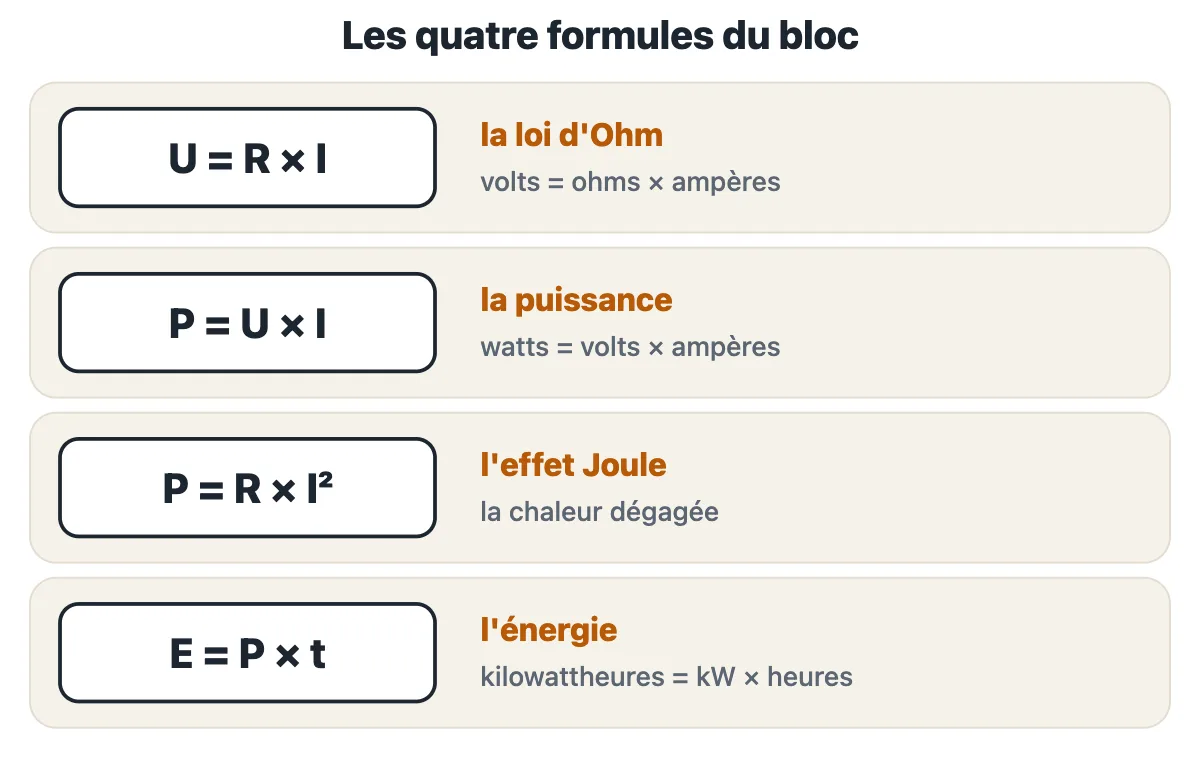 Les quatre formules du bloc
U = R × I
la loi d'Ohm
volts = ohms × ampères
P = U × I
la puissance
watts = volts × ampères
P = R × I²
l'effet Joule
la chaleur dégagée
E = P × t
l'énergie
kilowattheures = kW × heures